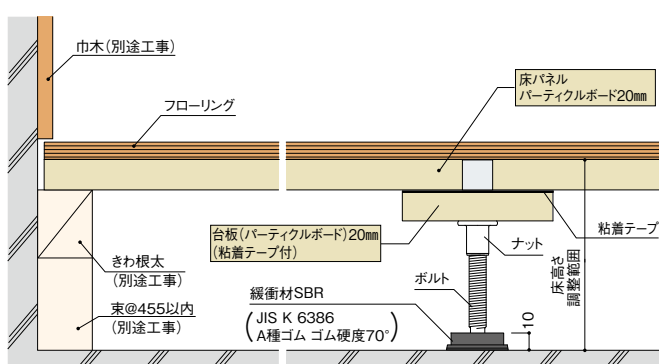 巾木（別途工事）
フローリング
床パネル
パーティクルボード20㎜
台板（パーティクルボード）20㎜
（粘着テープ付）
粘着テープ
ナット
ボルト
床高さ
調整範囲
きわ根太
（別途工事）
束@455以内
（別途工事）
緩衝材SBR
（JIS K 6386
A種ゴム ゴム硬度70°）
10